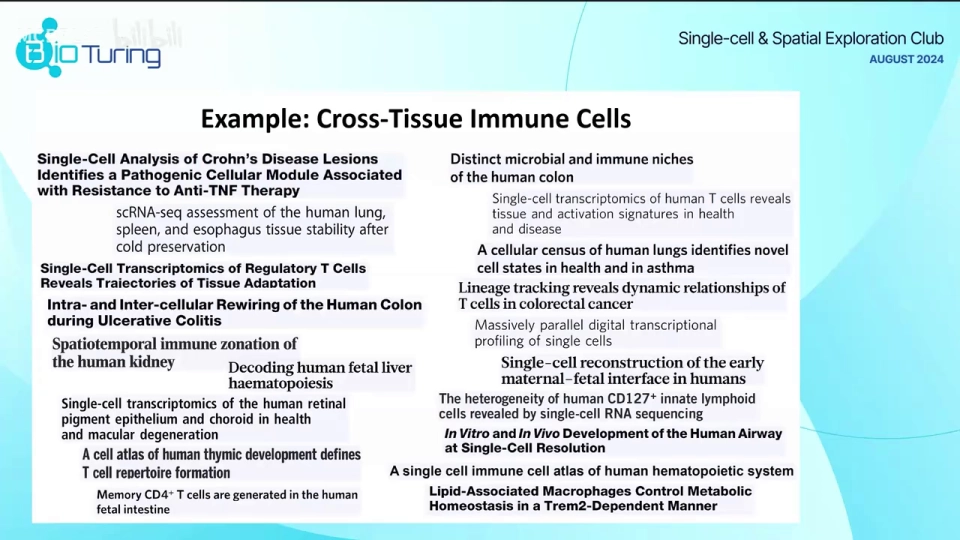 BioTuring
bilibili
Single-cell & Spatial Exploration Club
AUGUST 2024
Example: Cross-Tissue Immune Cells
Single-Cell Analysis of Crohn's Disease Lesions
Identifies a Pathogenic Cellular Module Associated
with Resistance to Anti-TNF Therapy
scRNA-seq assessment of the human lung,
spleen, and esophagus tissue stability after
cold preservation
Single-Cell Transcriptomics of Regulatory T Cells
Reveals Trajectories of Tissue Adaptation
Intra- and Inter-cellular Rewiring of the Human Colon
during Ulcerative Colitis
Spatiotemporal immune zonation of
the human kidney
Decoding human fetal liver
haematopoiesis
Single-cell transcriptomics of the human retinal
pigment epithelium and choroid in health
and macular degeneration
A cell atlas of human thymic development defines
T cell repertoire formation
Memory CD4⁺ T cells are generated in the human
fetal intestine
Distinct microbial and immune niches
of the human colon
Single-cell transcriptomics of human T cells reveals
tissue and activation signatures in health
and disease
A cellular census of human lungs identifies novel
cell states in health and in asthma
Lineage tracking reveals dynamic relationships of
T cells in colorectal cancer
Massively parallel digital transcriptional
profiling of single cells
Single-cell reconstruction of the early
maternal–fetal interface in humans
The heterogeneity of human CD127⁺ innate lymphoid
cells revealed by single-cell RNA sequencing
In Vitro and In Vivo Development of the Human Airway
at Single-Cell Resolution
A single cell immune cell atlas of human hematopoietic system
Lipid-Associated Macrophages Control Metabolic
Homeostasis in a Trem2-Dependent Manner